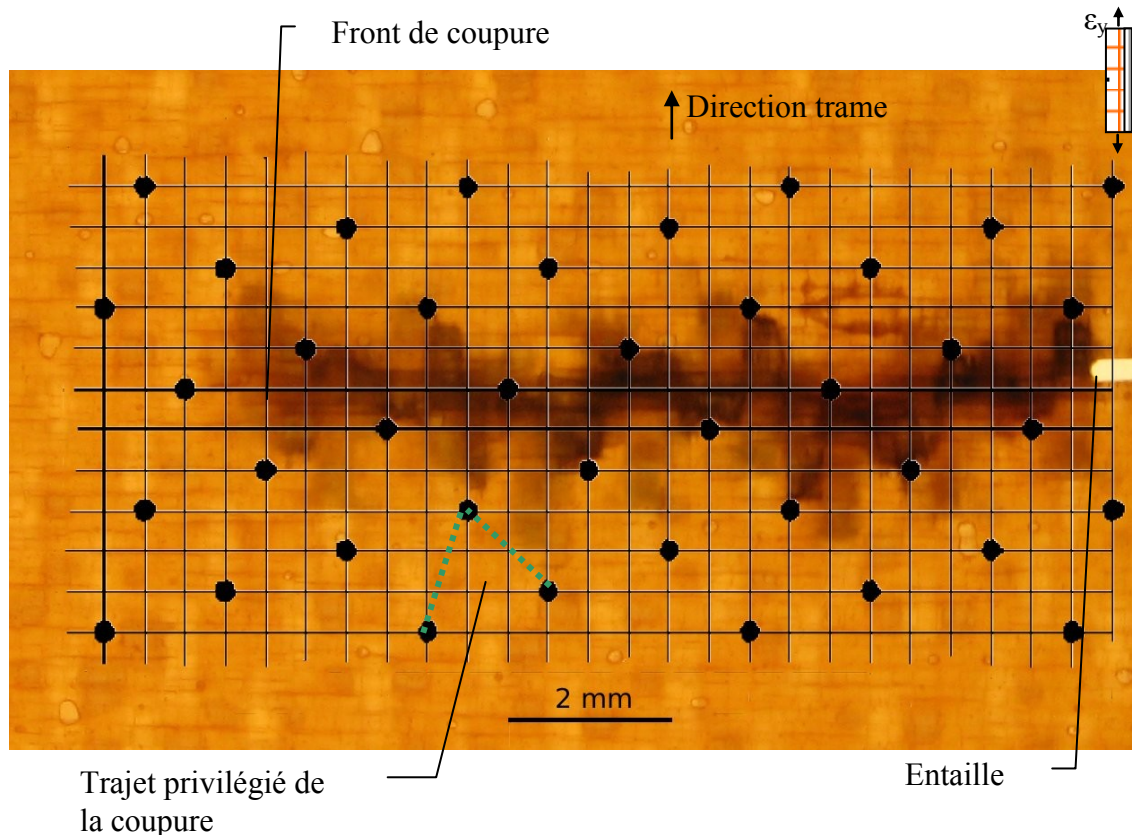 Front de coupure
εy
Direction trame
2 mm
Trajet privilégié de
la coupure
Entaille